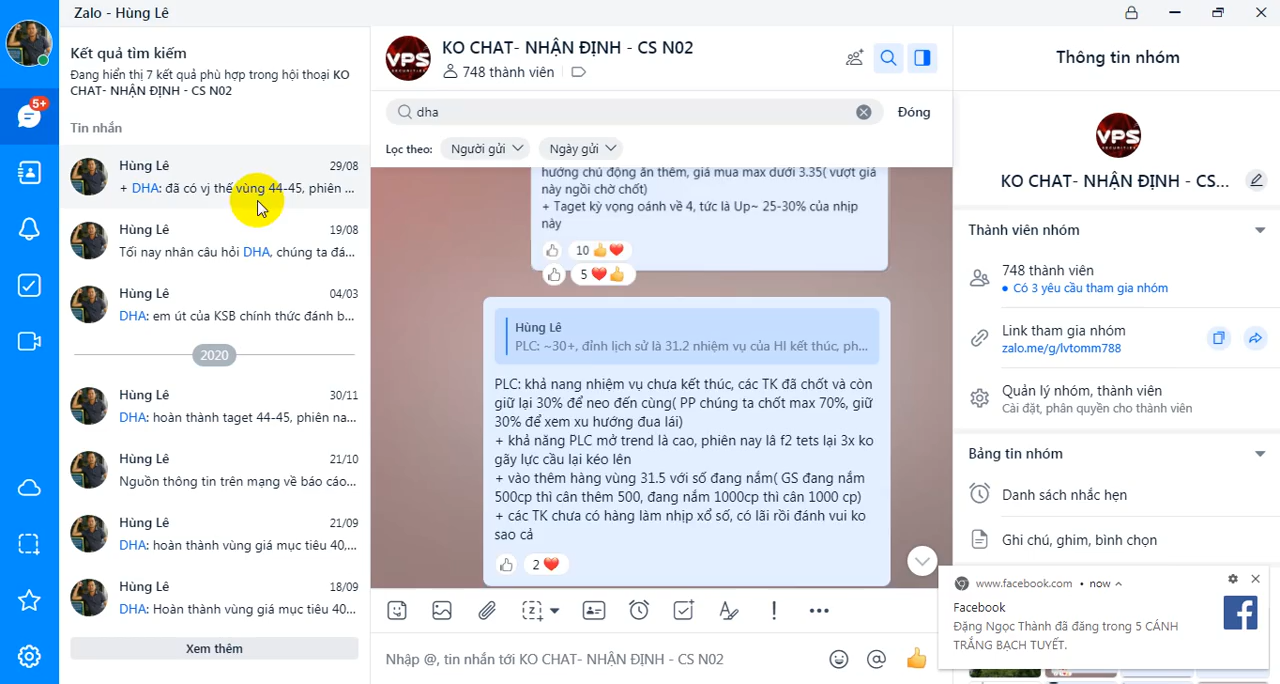 Zalo - Hùng Lê
5+
Kết quả tìm kiếm
Đang hiển thị 7 kết quả phù hợp trong hội thoại KO
CHAT- NHẬN ĐỊNH - CS N02
Tin nhắn
Hùng Lê 29/08
+ DHA: đã có vị thế vùng 44-45, phiên ...
Hùng Lê 19/08
Tối nay nhân câu hỏi DHA, chúng ta đá...
Hùng Lê 04/03
DHA: em út của KSB chính thức đánh b...
2020
Hùng Lê 30/11
DHA: hoàn thành taget 44-45, phiên na...
Hùng Lê 21/10
Nguồn thông tin trên mạng về báo cáo...
Hùng Lê 21/09
DHA: hoàn thành vùng giá mục tiêu 40,...
Hùng Lê 18/09
DHA: Hoàn thành vùng giá mục tiêu 40...
Xem thêm
VPS
SECURITIES
KO CHAT- NHẬN ĐỊNH - CS N02
748 thành viên
dha
Đóng
Lọc theo: Người gửi Ngày gửi
hướng chủ động ăn thêm, giá mua max dưới 3.35( vượt giá
này ngồi chờ chốt)
+ Taget kỳ vọng oánh về 4, tức là Up~ 25-30% của nhịp
này
10
5
Hùng Lê
PLC: ~30+, đỉnh lịch sử là 31.2 nhiệm vụ của HI kết thúc, ph...
PLC: khả nang nhiệm vụ chưa kết thúc, các TK đã chốt và còn
giữ lại 30% để neo đến cùng( PP chúng ta chốt max 70%, giữ
30% để xem xu hướng đua lái)
+ khả năng PLC mở trend là cao, phiên nay lâ f2 tets lại 3x ko
gãy lực cầu lại kéo lên
+ vào thêm hàng vùng 31.5 với số đang nắm( GS đang nắm
500cp thì cân thêm 500, đang nắm 1000cp thì cân 1000 cp)
+ các TK chưa có hàng làm nhịp xổ số, có lãi rồi đánh vui ko
sao cả
2
Nhập @, tin nhắn tới KO CHAT- NHẬN ĐỊNH - CS N02
Thông tin nhóm
VPS
SECURITIES
KO CHAT- NHẬN ĐỊNH - CS...
Thành viên nhóm
748 thành viên
Có 3 yêu cầu tham gia nhóm
Link tham gia nhóm
zalo.me/g/lvtomm788
Quản lý nhóm, thành viên
Cài đặt, phân quyền cho thành viên
Bảng tin nhóm
Danh sách nhắc hẹn
Ghi chú, ghim, bình chọn
www.facebook.com • now
Facebook
Đặng Ngọc Thành đã đăng trong 5 CÁNH
TRẮNG BẠCH TUYẾT.